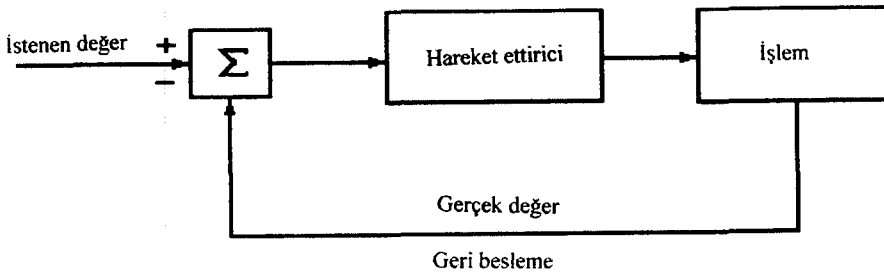 İstenen değer
+
−
Σ
Hareket ettirici
İşlem
Gerçek değer
Geri besleme